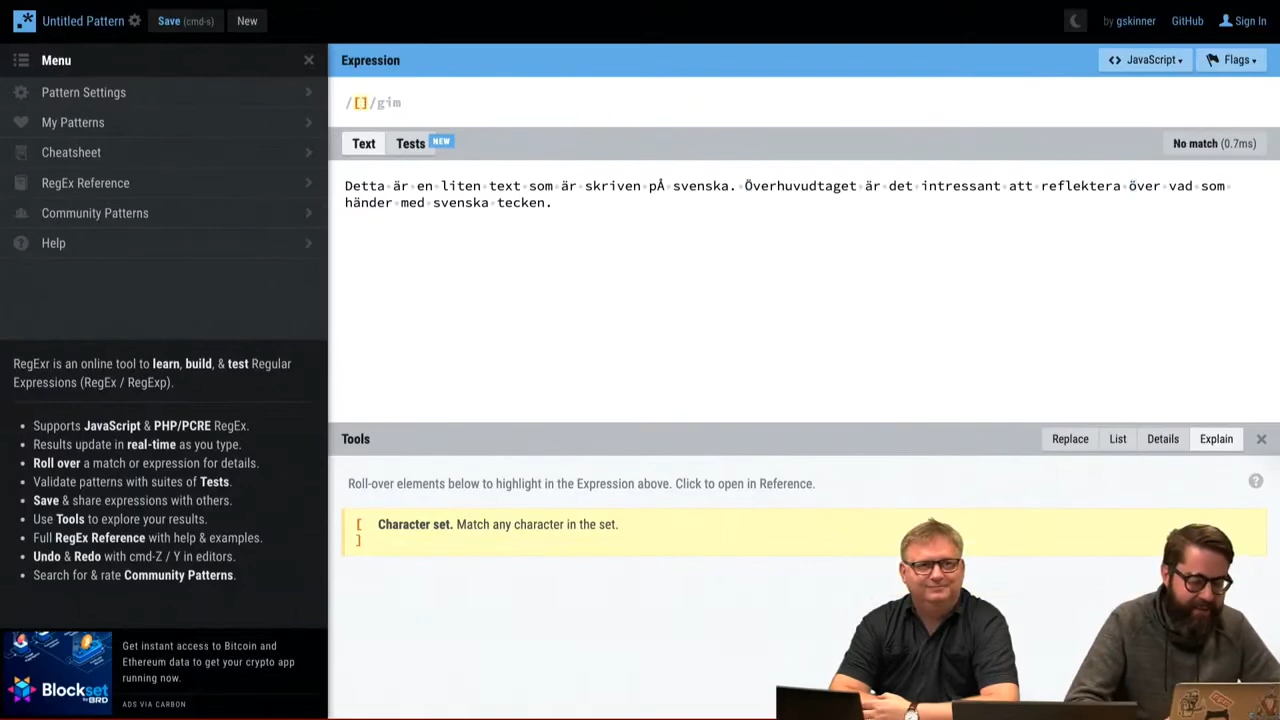 Untitled Pattern
Save (cmd-s)
New
by gskinner
GitHub
Sign In
Menu
Pattern Settings
My Patterns
Cheatsheet
RegEx Reference
Community Patterns
Help
RegExr is an online tool to learn, build, & test Regular
Expressions (RegEx / RegExp).
Supports JavaScript & PHP/PCRE RegEx.
Results update in real-time as you type.
Roll over a match or expression for details.
Validate patterns with suites of Tests.
Save & share expressions with others.
Use Tools to explore your results.
Full RegEx Reference with help & examples.
Undo & Redo with cmd-Z / Y in editors.
Search for & rate Community Patterns.
Blockset
by BRD
Get instant access to Bitcoin and
Ethereum data to get your crypto app
running now.
ADS VIA CARBON
Expression
<> JavaScript
Flags
/[]/gim
Text
Tests NEW
No match (0.7ms)
Detta är en liten text som är skriven pÅ svenska. Överhuvudtaget är det intressant att reflektera över vad som
händer med svenska tecken.
Tools
Replace
List
Details
Explain
Roll-over elements below to highlight in the Expression above. Click to open in Reference.
?
[ Character set. Match any character in the set.
]